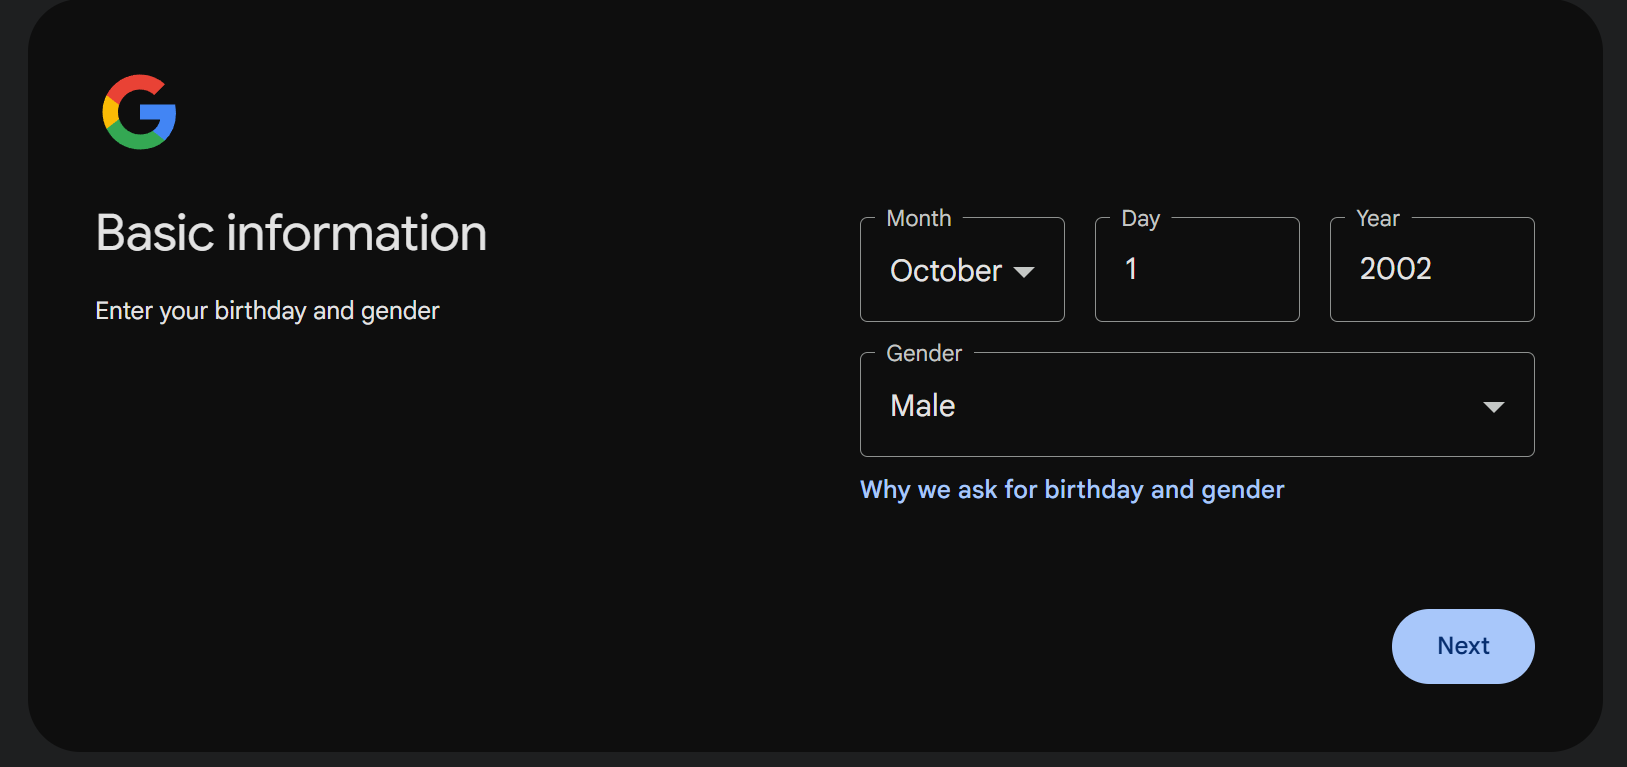 Basic information
Enter your birthday and gender
Month
October
Day
1
Year
2002
Gender
Male
Why we ask for birthday and gender
Next